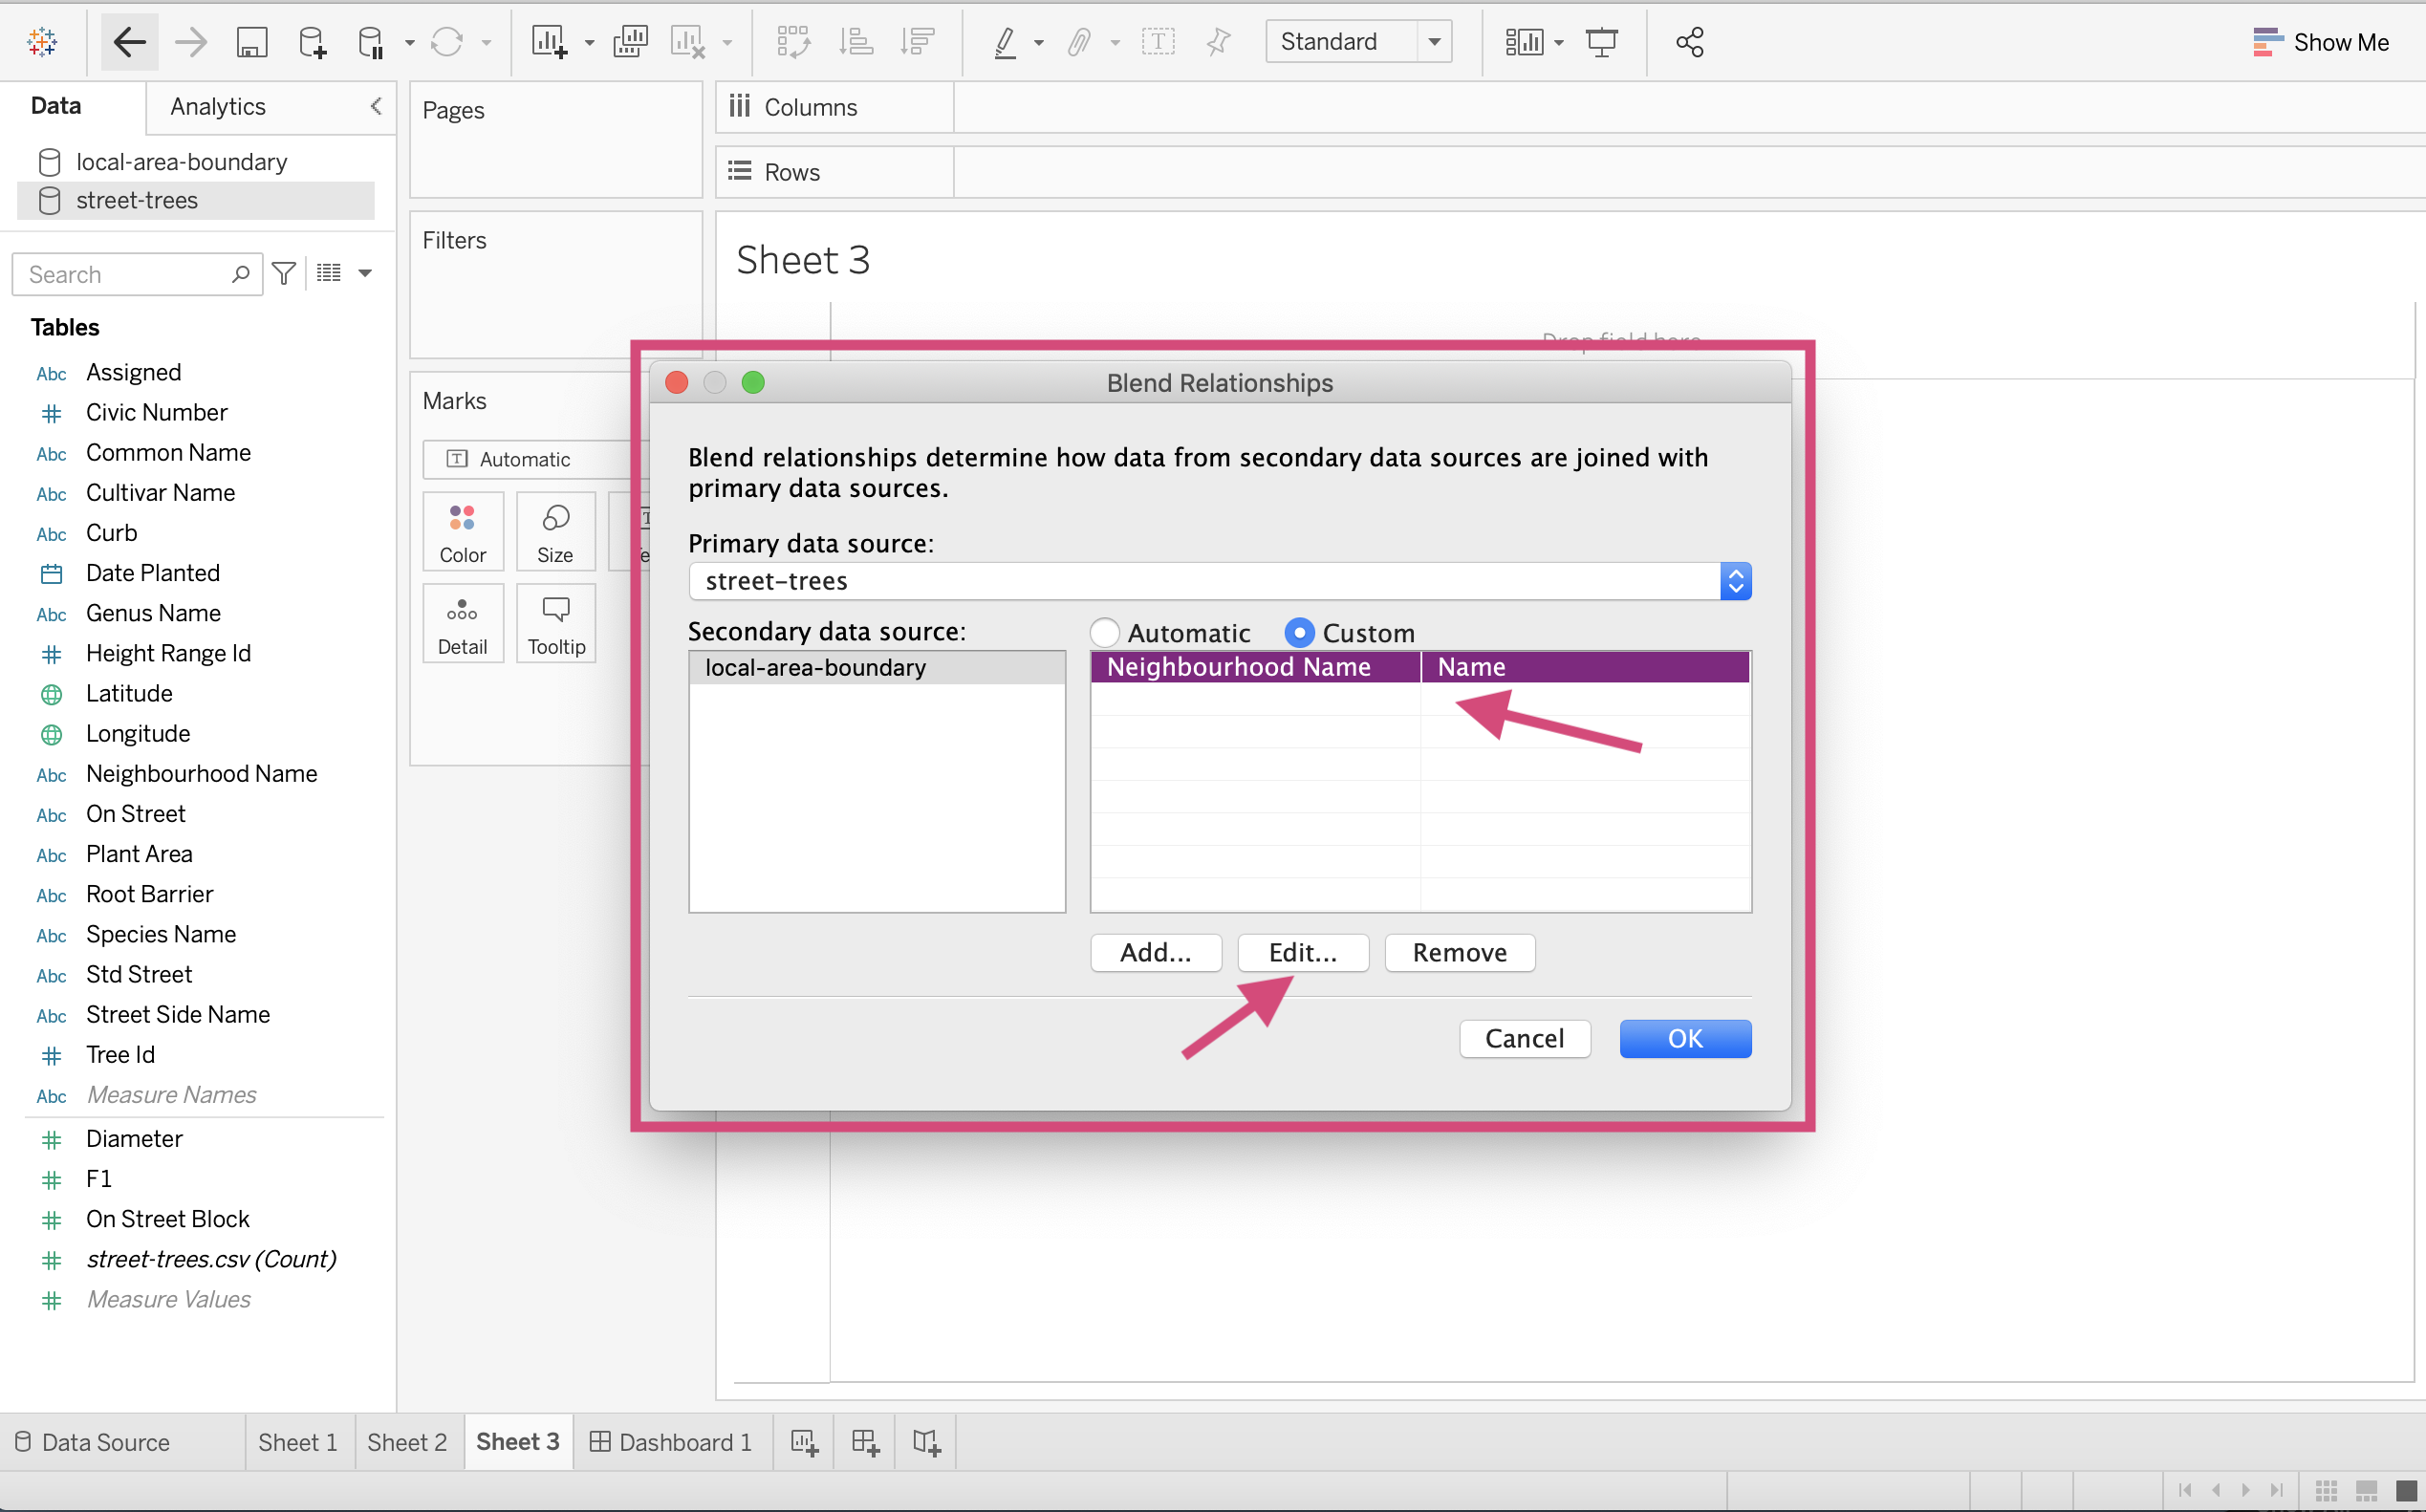 Standard
Show Me
Data
Analytics
local-area-boundary
street-trees
Search
Tables
Abc Assigned
Civic Number
Abc Common Name
Abc Cultivar Name
Abc Curb
Date Planted
Abc Genus Name
Height Range Id
Latitude
Longitude
Abc Neighbourhood Name
Abc On Street
Abc Plant Area
Abc Root Barrier
Abc Species Name
Abc Std Street
Abc Street Side Name
Tree Id
Abc Measure Names
Diameter
F1
On Street Block
street-trees.csv (Count)
Measure Values
Pages
Filters
Marks
Automatic
Color
Size
Detail
Tooltip
Columns
Rows
Sheet 3
Drop field here
Blend Relationships
Blend relationships determine how data from secondary data sources are joined with
primary data sources.
Primary data source:
street-trees
Secondary data source:
Automatic
Custom
local-area-boundary
Neighbourhood Name
Name
Add...
Edit...
Remove
Cancel
OK
Data Source
Sheet 1
Sheet 2
Sheet 3
Dashboard 1